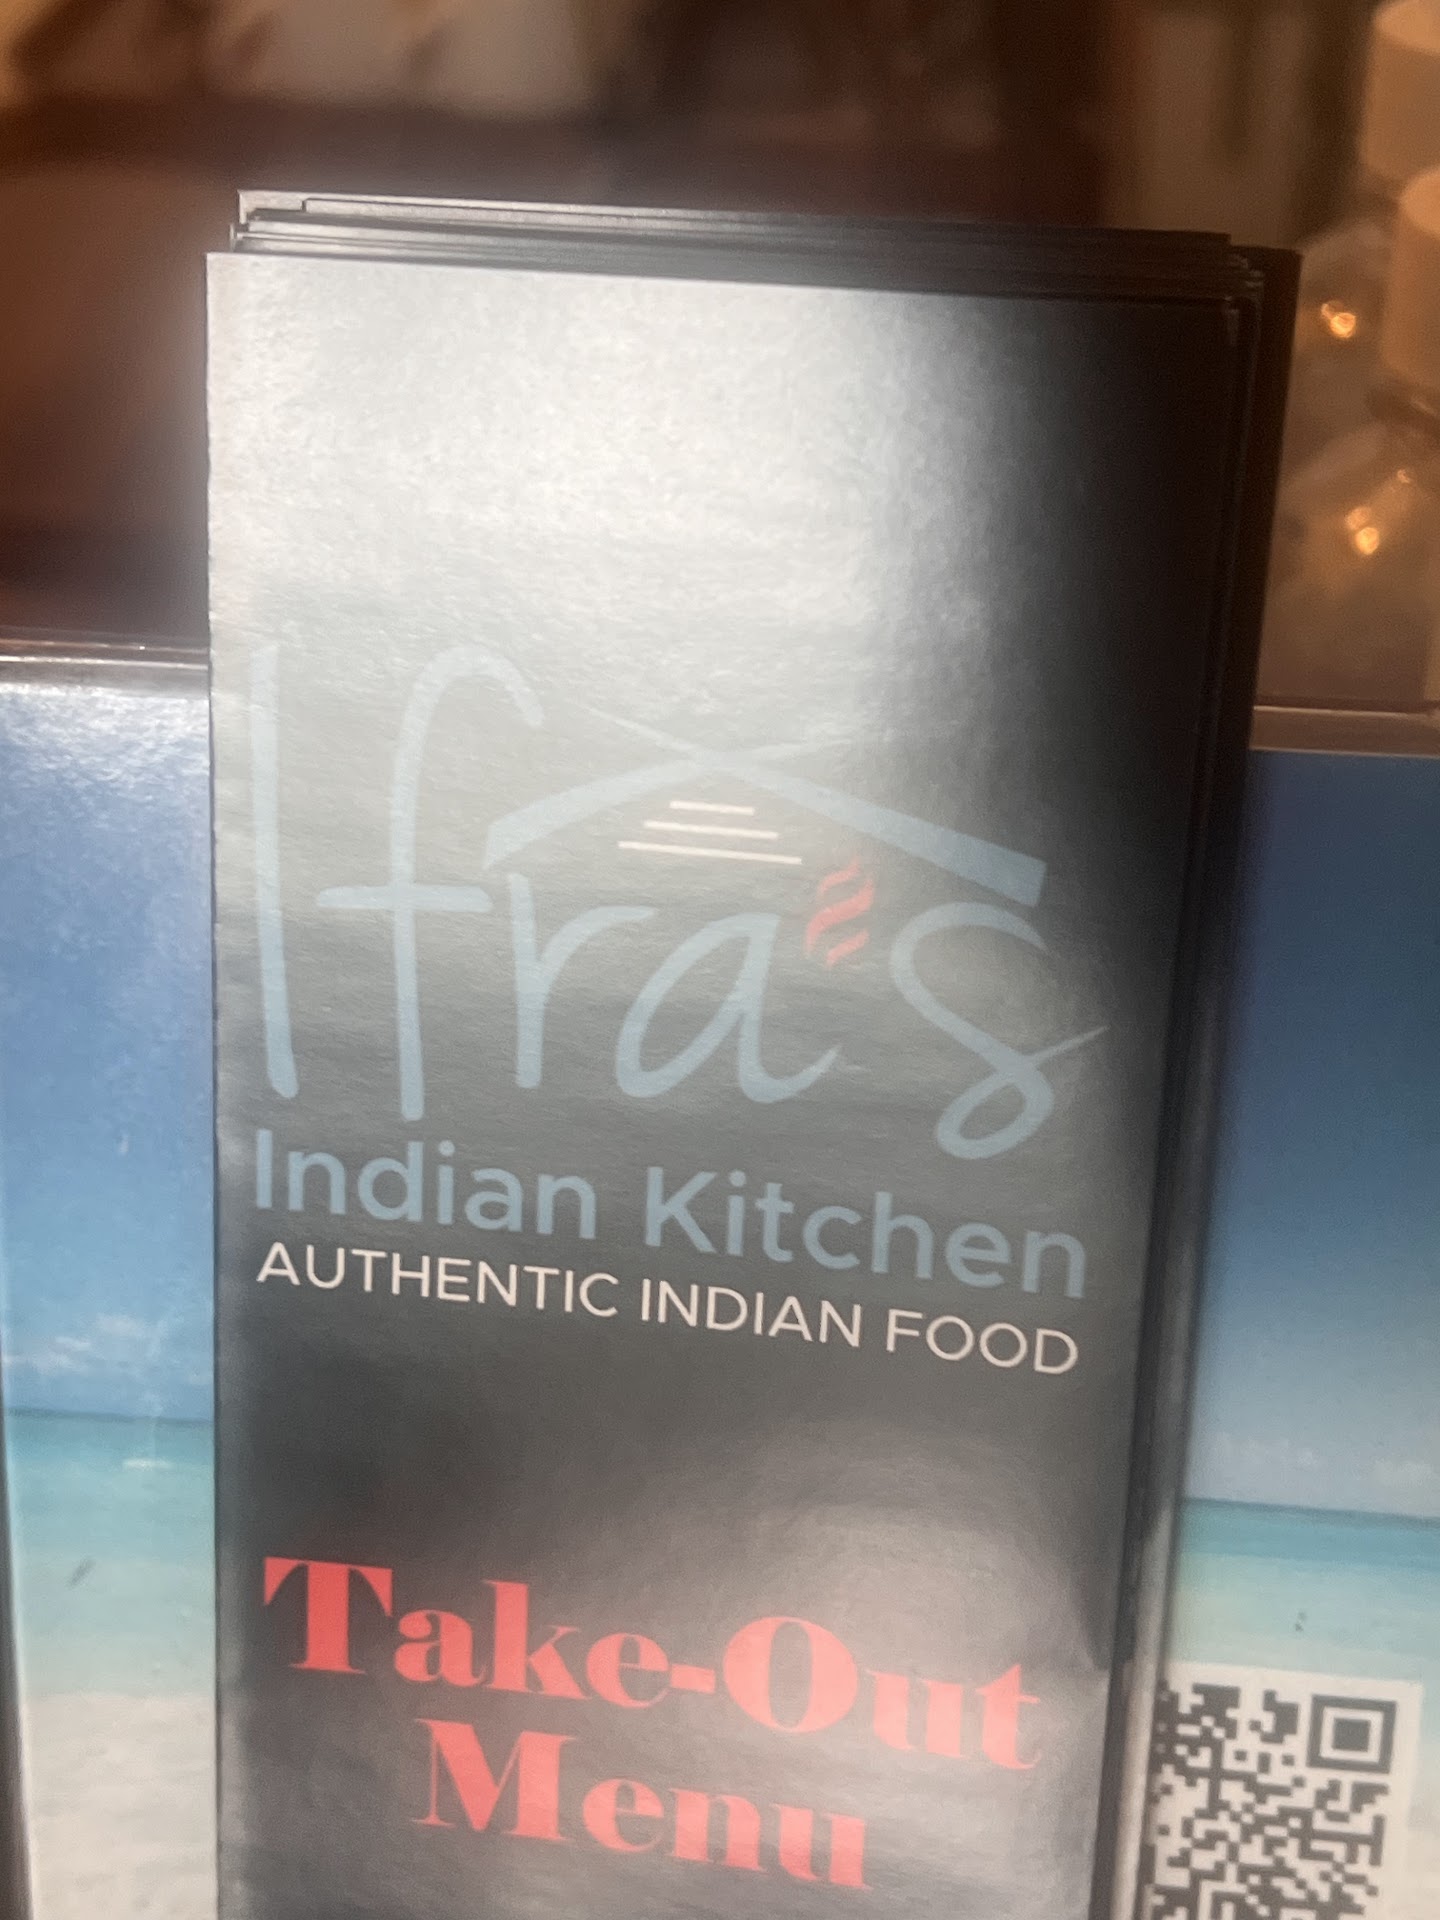 Ifra's
Indian Kitchen
AUTHENTIC INDIAN FOOD
Take-Out
Menu